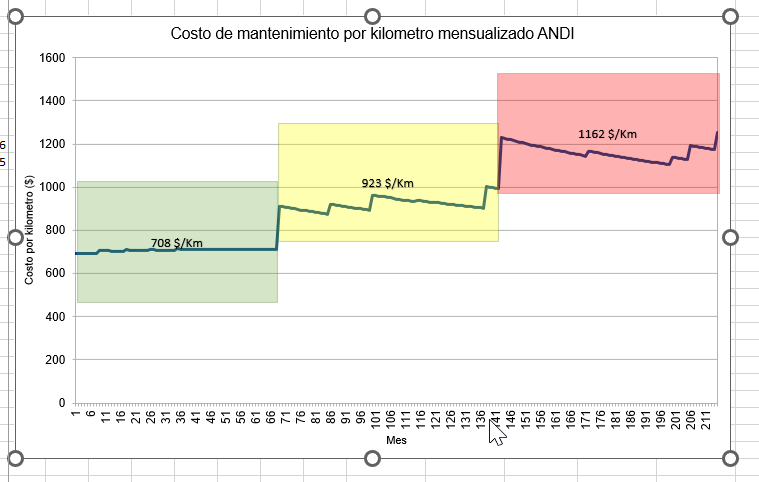 Costo de mantenimiento por kilometro mensualizado ANDI
1600
1400
1200
1000
800
600
400
200
0
Costo por kilometro ($)
708 $/Km
923 $/Km
1162 $/Km
1 6 11 16 21 26 31 36 41 46 51 56 61 66 71 76 81 86 91 96 101 106 111 116 121 126 131 136 141 146 151 156 161 166 171 176 181 186 191 196 201 206 211
Mes
6
5